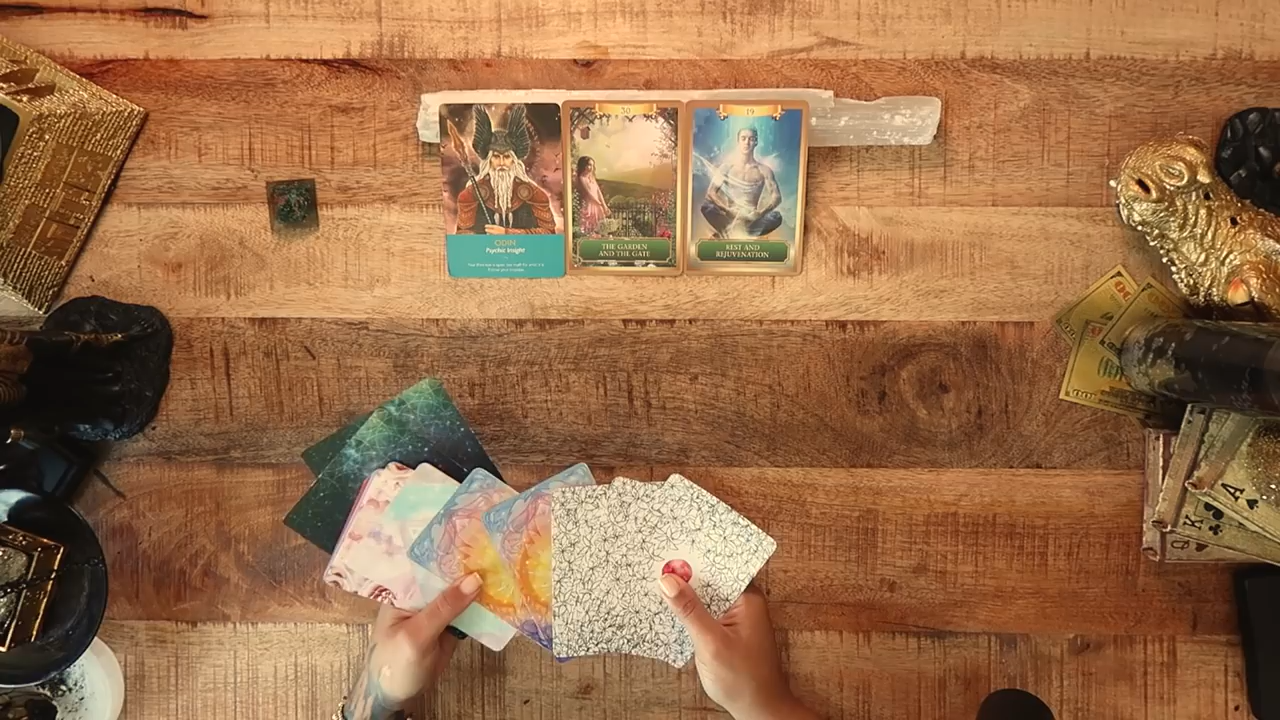 ODIN
Psychic Insight
30
THE GARDEN
AND THE GATE
19
REST AND
REJUVENATION
A
K
Q